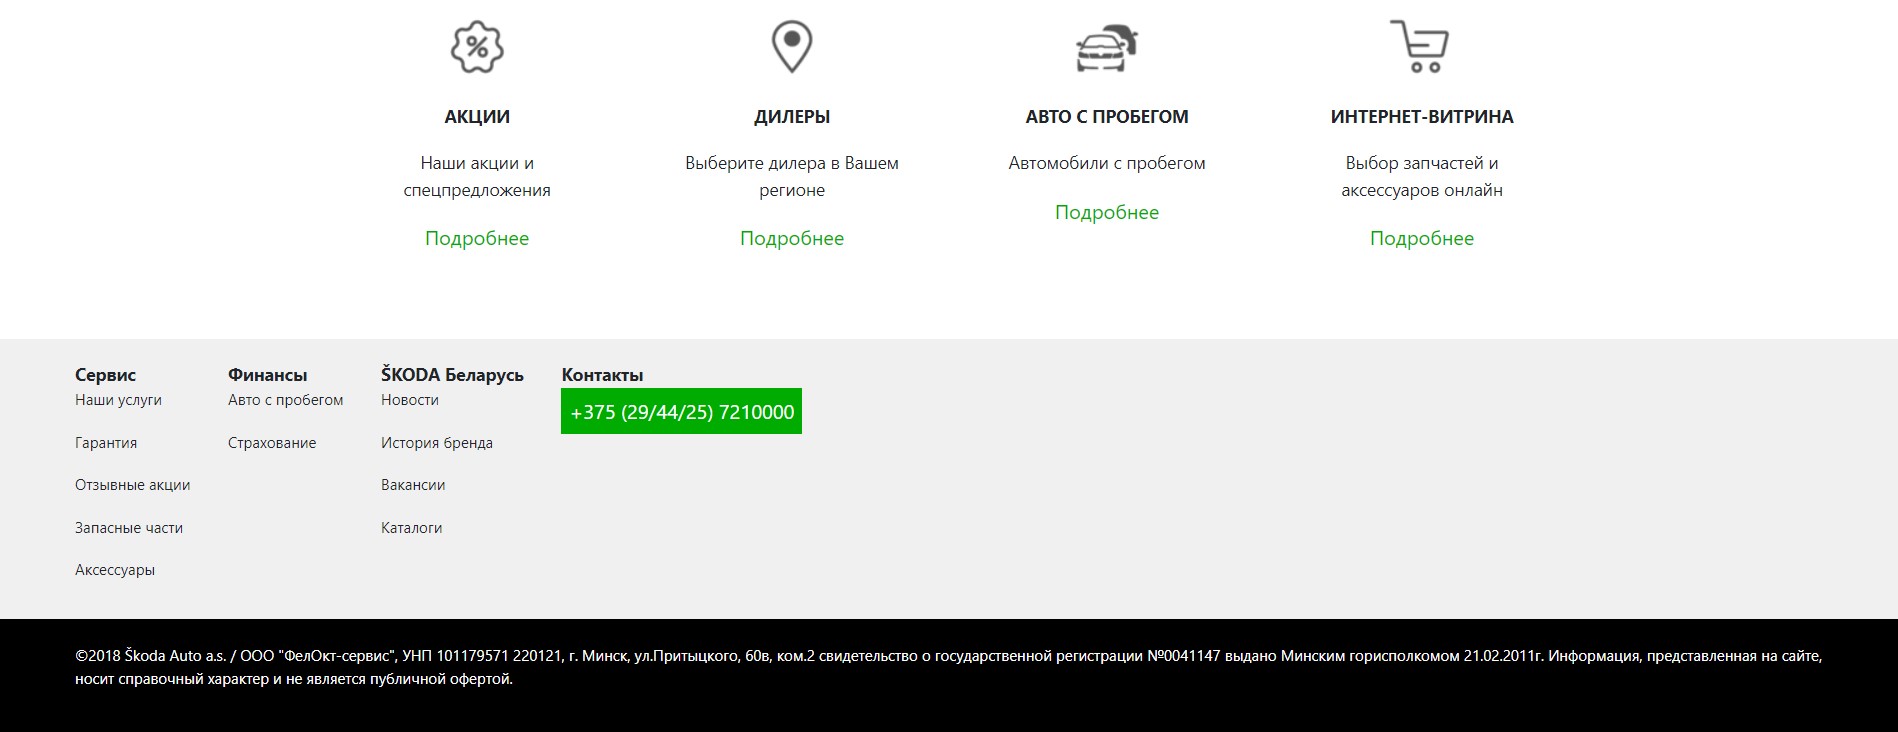 %
АКЦИИ
Наши акции и
спецпредложения
Подробнее
ДИЛЕРЫ
Выберите дилера в Вашем
регионе
Подробнее
АВТО С ПРОБЕГОМ
Автомобили с пробегом
Подробнее
ИНТЕРНЕТ-ВИТРИНА
Выбор запчастей и
аксессуаров онлайн
Подробнее
Сервис
Наши услуги
Гарантия
Отзывные акции
Запасные части
Аксессуары
Финансы
Авто с пробегом
Страхование
ŠKODA Беларусь
Новости
История бренда
Вакансии
Каталоги
Контакты
+375 (29/44/25) 7210000
©2018 Škoda Auto a.s. / ООО "ФелОкт-сервис", УНП 101179571 220121, г. Минск, ул.Притыцкого, 60в, ком.2 свидетельство о государственной регистрации №0041147 выдано Минским горисполкомом 21.02.2011г. Информация, представленная на сайте,
носит справочный характер и не является публичной офертой.